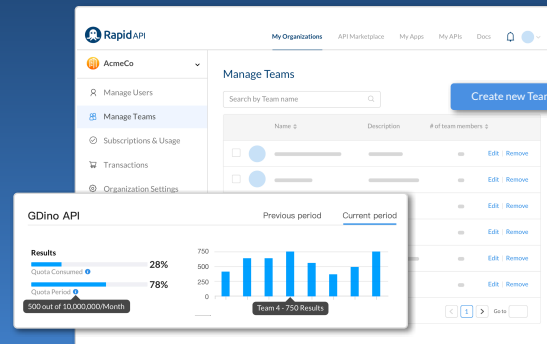 RapidAPI
My Organizations
API Marketplace
My Apps
My APIs
Docs
AcmeCo
Manage Users
Manage Teams
Subscriptions & Usage
Transactions
Organization Settings
Manage Teams
Search by Team name
Create new Team
Name
Description
# of team members
Edit | Remove
Edit | Remove
Edit | Remove
Edit | Remove
Edit | Remove
Edit | Remove
1
Go to
GDino API
Previous period
Current period
Results
28%
Quota Consumed
78%
Quota Period
500 out of 10,000,000/Month
750
500
250
0
Team 4 - 750 Results